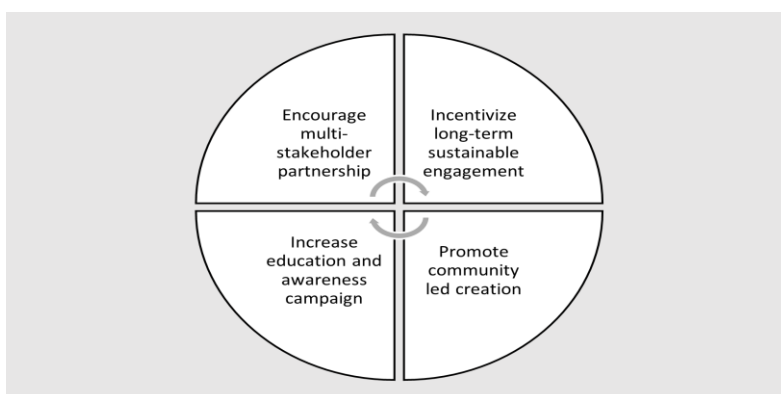 Encourage
multi-
stakeholder
partnership
Incentivize
long-term
sustainable
engagement
Increase
education and
awareness
campaign
Promote
community
led creation